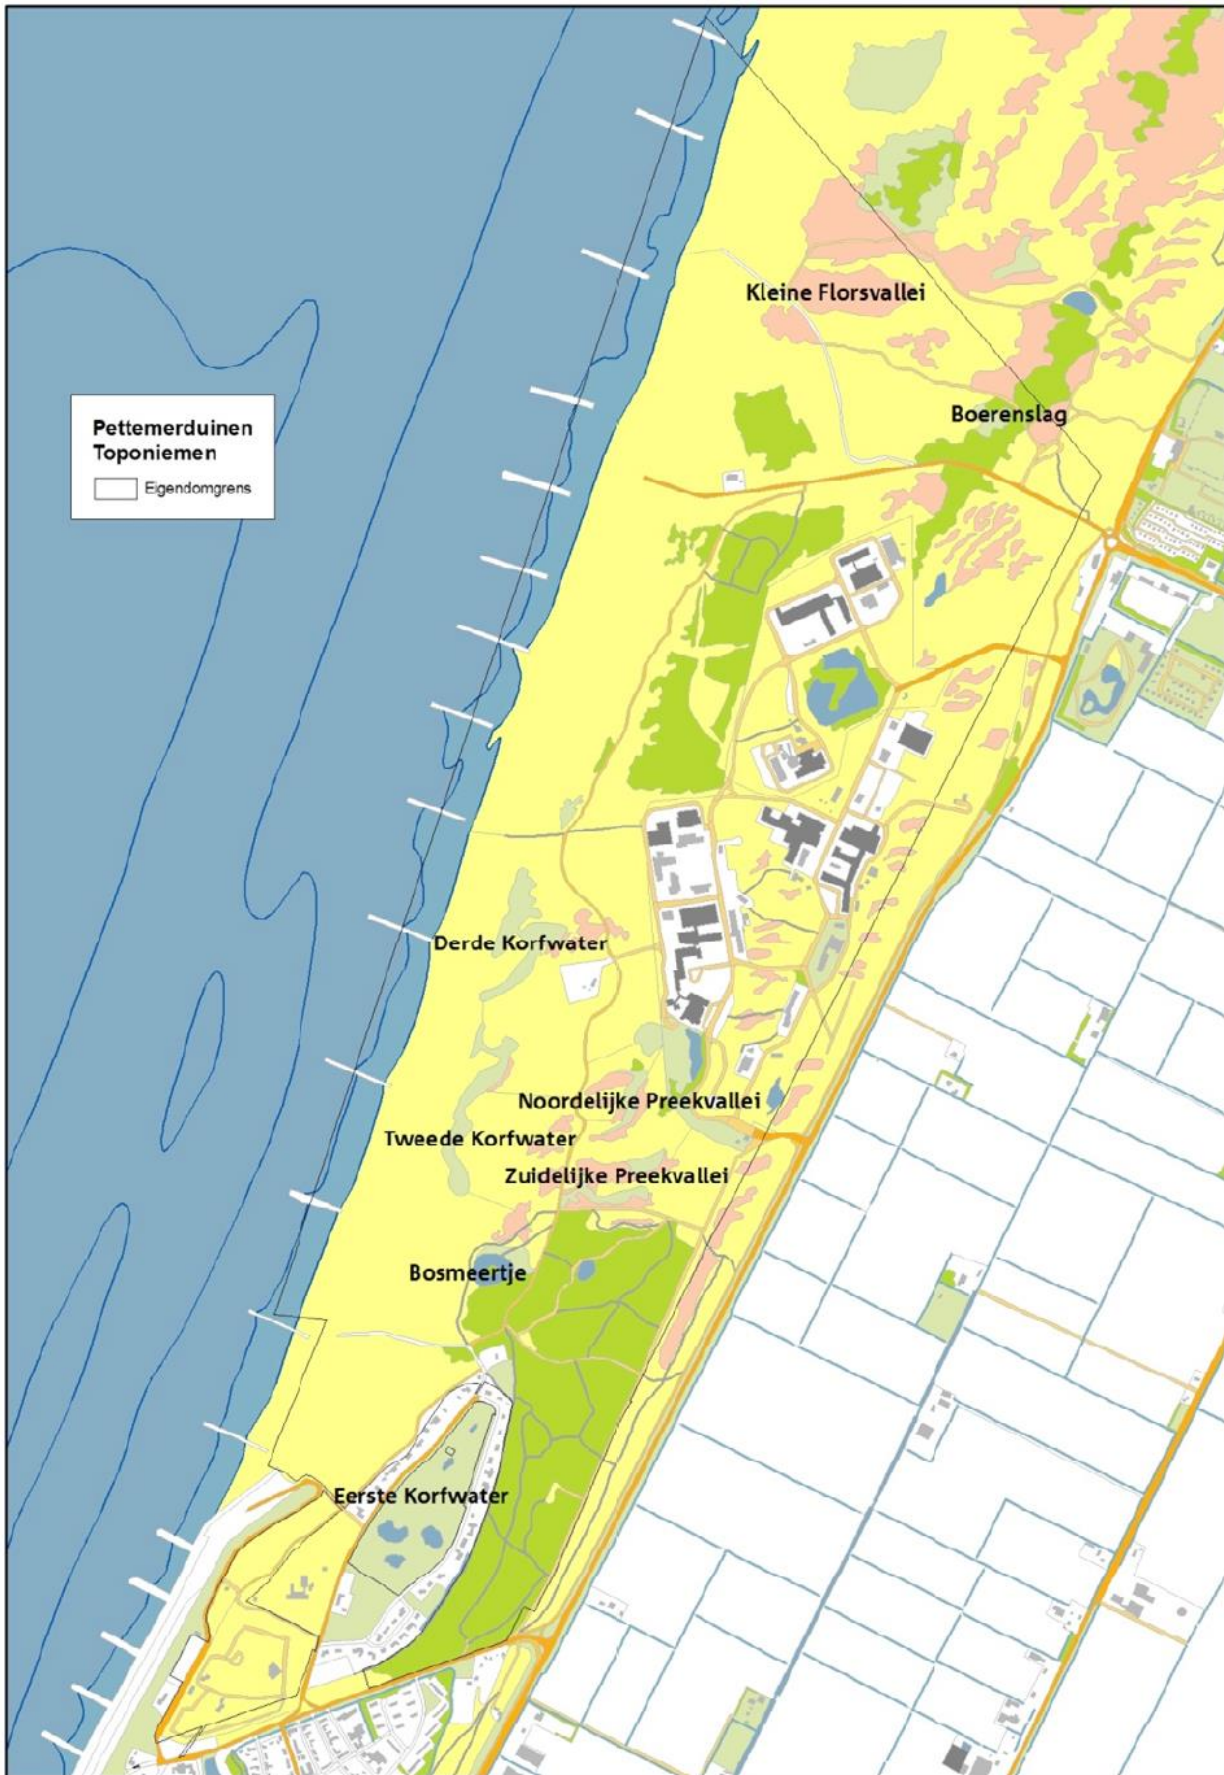 Kleine Florsvallei
Pettemerduinen
Toponiemen
Eigendomgrens
Boerenslag
Derde Korfwater
Noordelijke Preekvallei
Tweede Korfwater
Zuidelijke Preekvallei
Bosmeertje
Eerste Korfwater